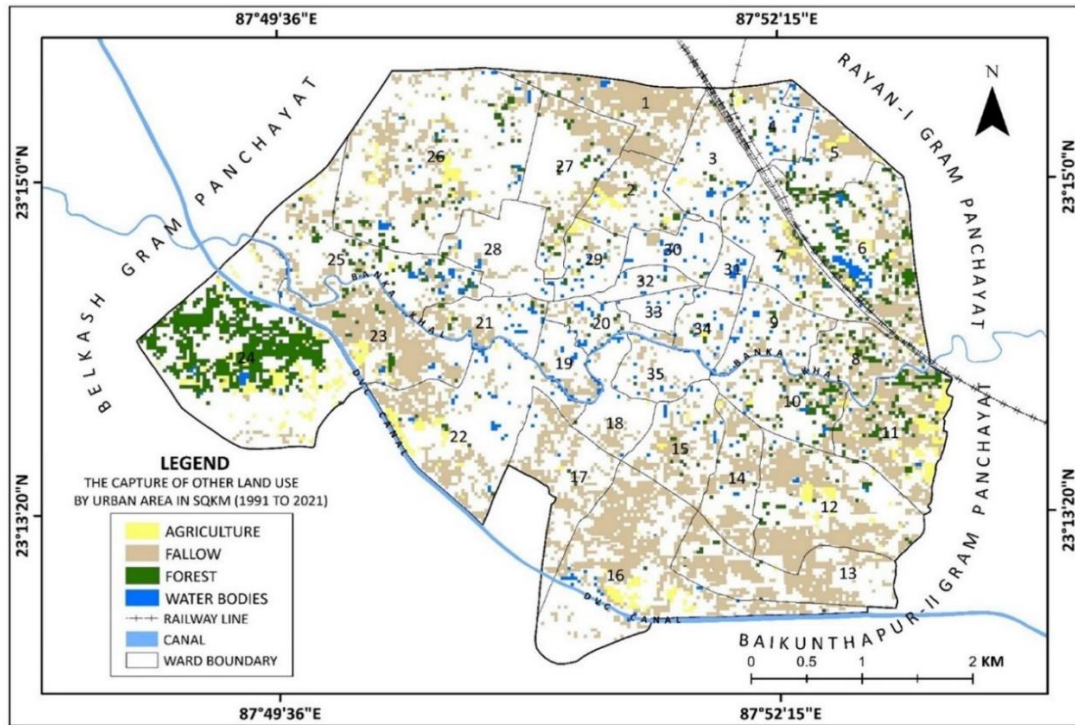 87°49'36"E
87°52'15"E
23°15'0"N
23°15'0"N
23°13'20"N
23°13'20"N
N
BELKASH GRAM PANCHAYAT
RAYAN-I GRAM PANCHAYAT
BAIKUNTHAPUR-II GRAM PANCHAYAT
1
4
5
3
26
27
2
6
28
30
29
25
7
31
32
BANKA KHAL
33
20
21
34
9
23
19
8
24
BANKA KHAL
35
10
DVC CANAL
18
11
22
15
17
14
12
16
13
DVC CANAL
LEGEND
THE CAPTURE OF OTHER LAND USE
BY URBAN AREA IN SQKM (1991 TO 2021)
AGRICULTURE
FALLOW
FOREST
WATER BODIES
RAILWAY LINE
CANAL
WARD BOUNDARY
0 0.5 1 2 KM
87°49'36"E
87°52'15"E